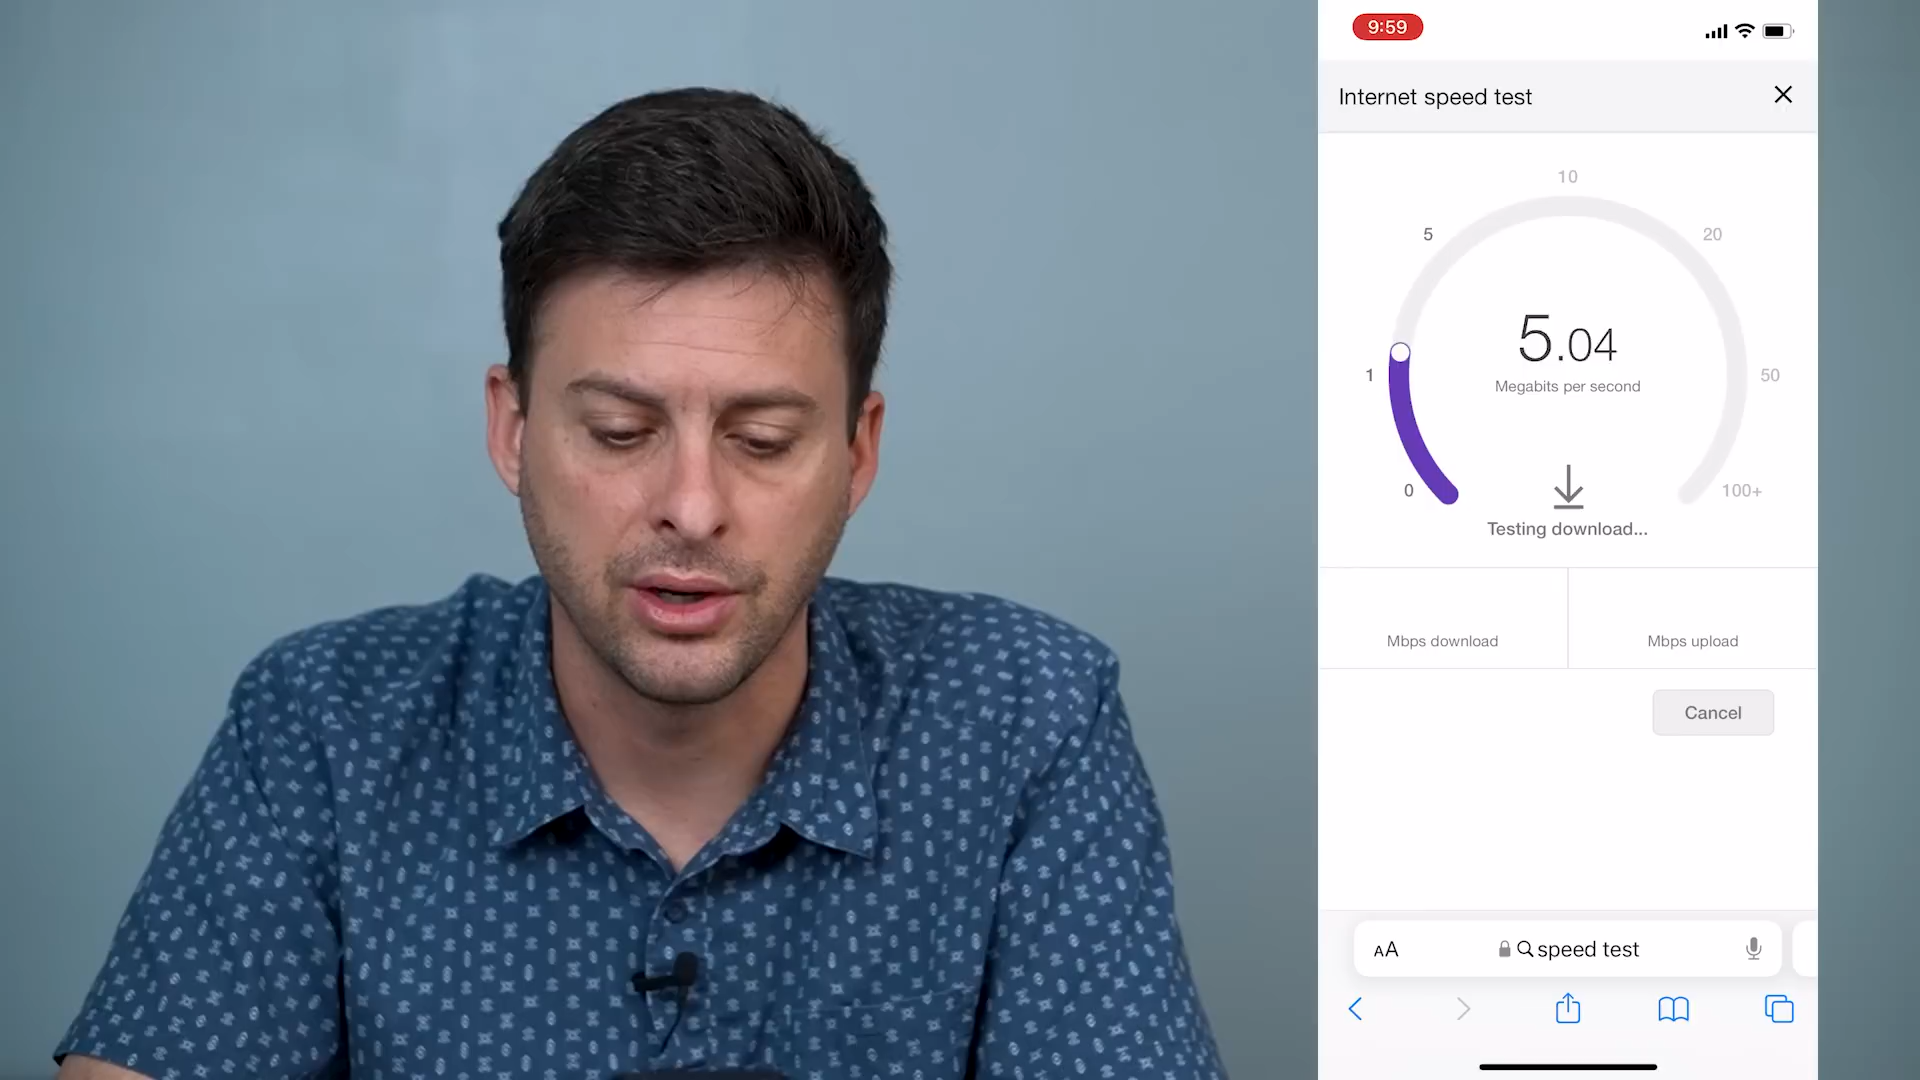 9:59
Internet speed test
10
5
20
5.04
Megabits per second
1
50
0
100+
Testing download...
Mbps download
Mbps upload
Cancel
AA
speed test